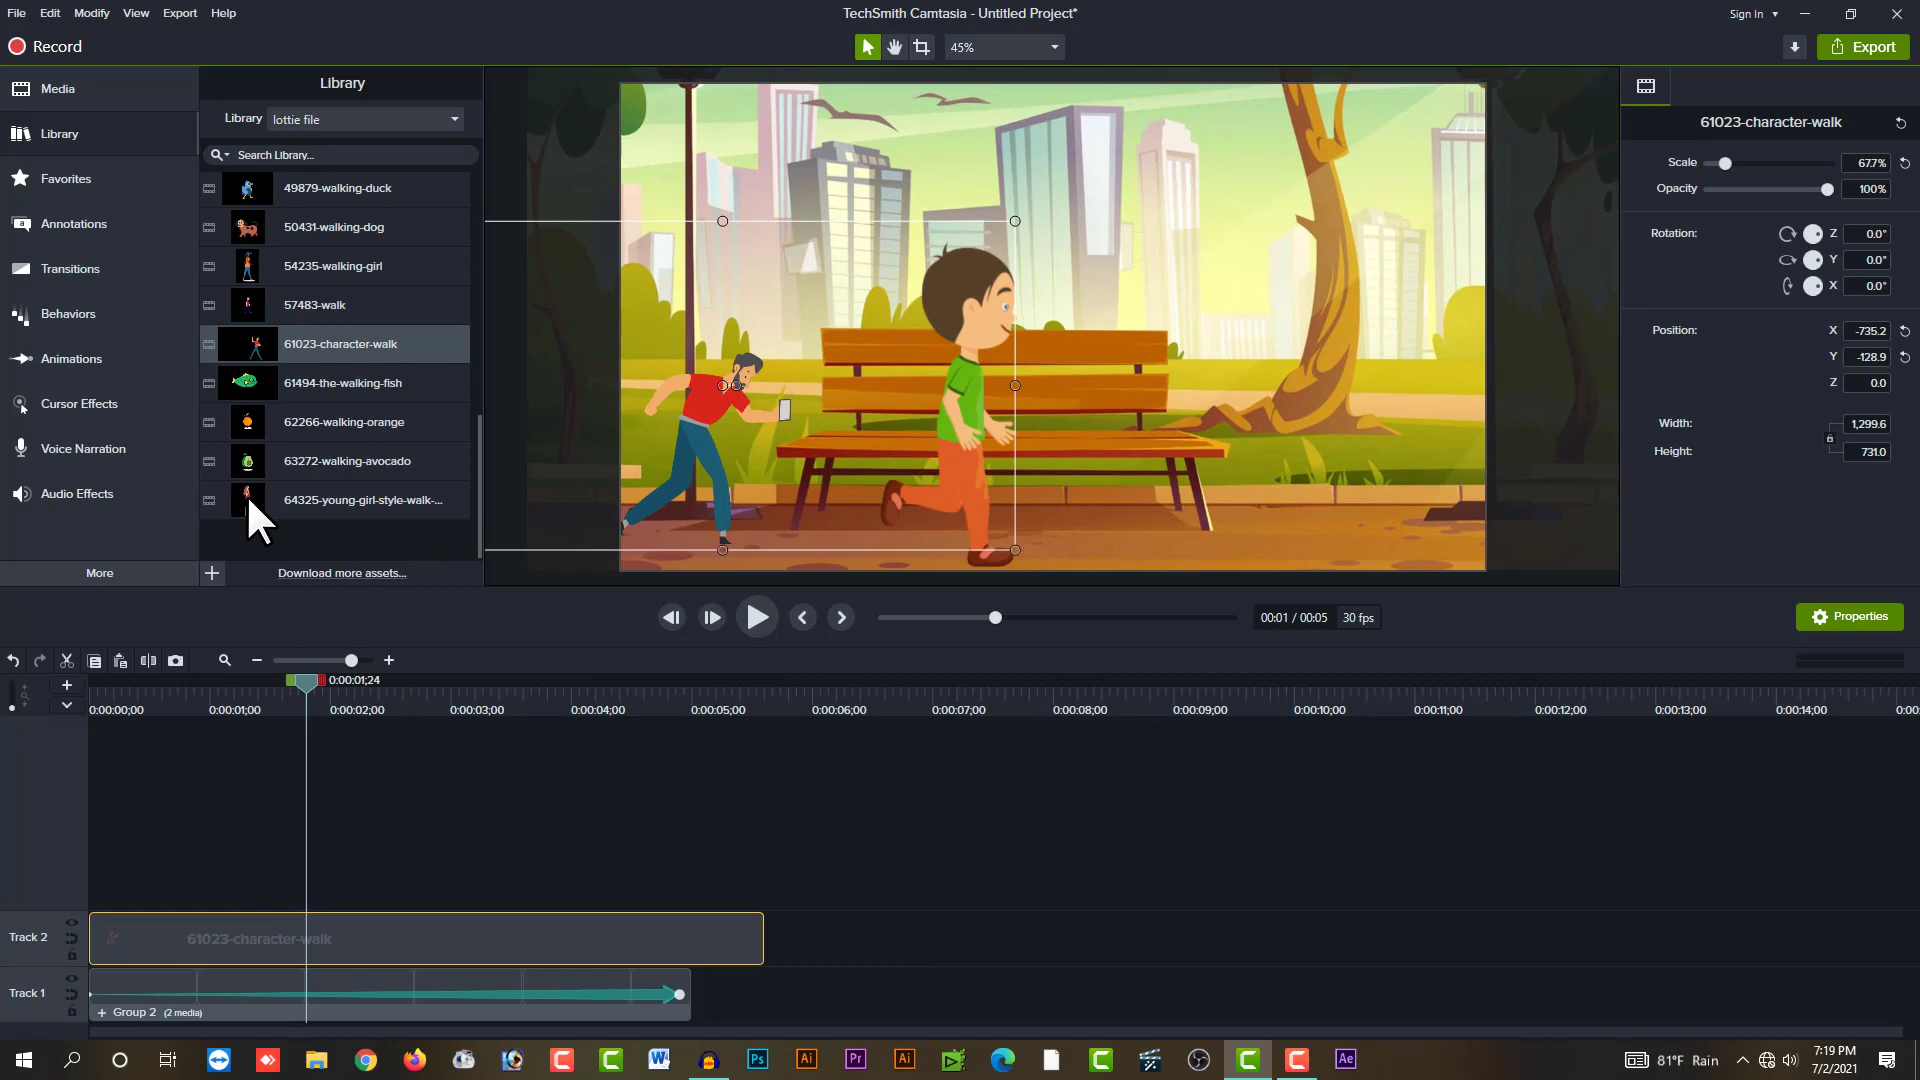 File Edit Modify View Export Help
TechSmith Camtasia - Untitled Project*
Sign In
Record
45%
Export
Media
Library
Favorites
Annotations
Transitions
Behaviors
Animations
Cursor Effects
Voice Narration
Audio Effects
More
Library
Library lottie file
Search Library...
49879-walking-duck
50431-walking-dog
54235-walking-girl
57483-walk
61023-character-walk
61494-the-walking-fish
62266-walking-orange
63272-walking-avocado
64325-young-girl-style-walk-...
Download more assets...
61023-character-walk
Scale 67.7%
Opacity 100%
Rotation: Z 0.0°
Y 0.0°
X 0.0°
Position: X -735.2
Y -128.9
Z 0.0
Width: 1,299.6
Height: 731.0
00:01 / 00:05 30 fps
Properties
0:00:01;24
0:00:00;00 0:00:01;00 0:00:02;00 0:00:03;00 0:00:04;00 0:00:05;00 0:00:06;00 0:00:07;00 0:00:08;00 0:00:09;00 0:00:10;00 0:00:11;00 0:00:12;00 0:00:13;00 0:00:14;00 0:00
Track 2
61023-character-walk
Track 1
Group 2 (2 media)
Ps Ai Pr Ai Ae
81°F Rain
7:19 PM
7/2/2021